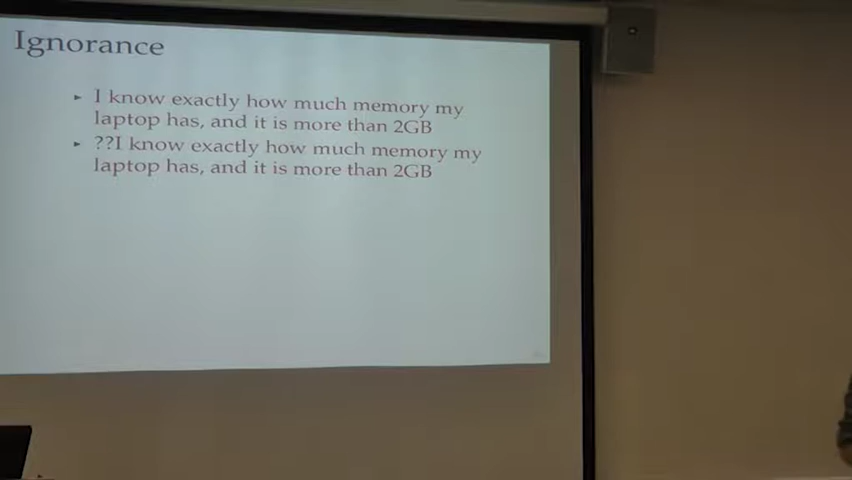 Ignorance
► I know exactly how much memory my
laptop has, and it is more than 2GB
► ??I know exactly how much memory my
laptop has, and it is more than 2GB